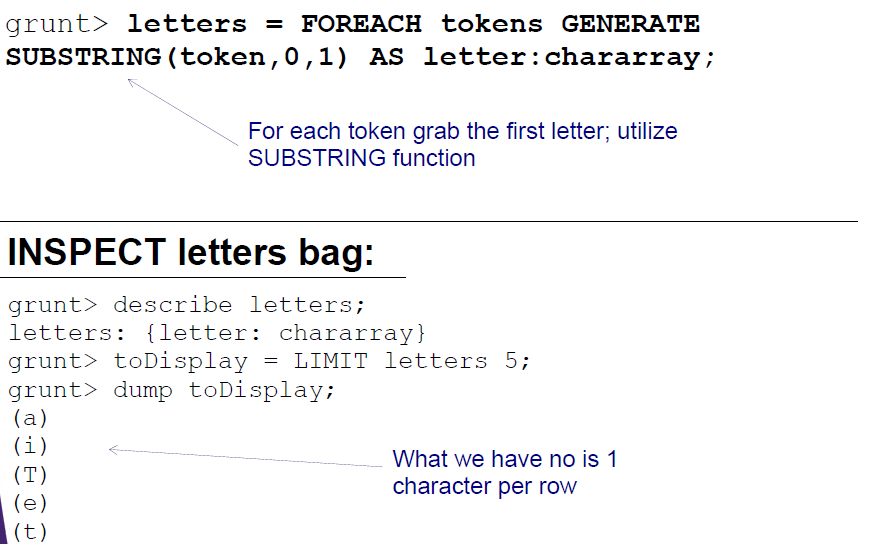 grunt> letters = FOREACH tokens GENERATE
SUBSTRING(token,0,1) AS letter:chararray;
For each token grab the first letter; utilize
SUBSTRING function
INSPECT letters bag:
grunt> describe letters;
letters: {letter: chararray}
grunt> toDisplay = LIMIT letters 5;
grunt> dump toDisplay;
(a)
(i)
(T)
(e)
(t)
What we have no is 1
character per row